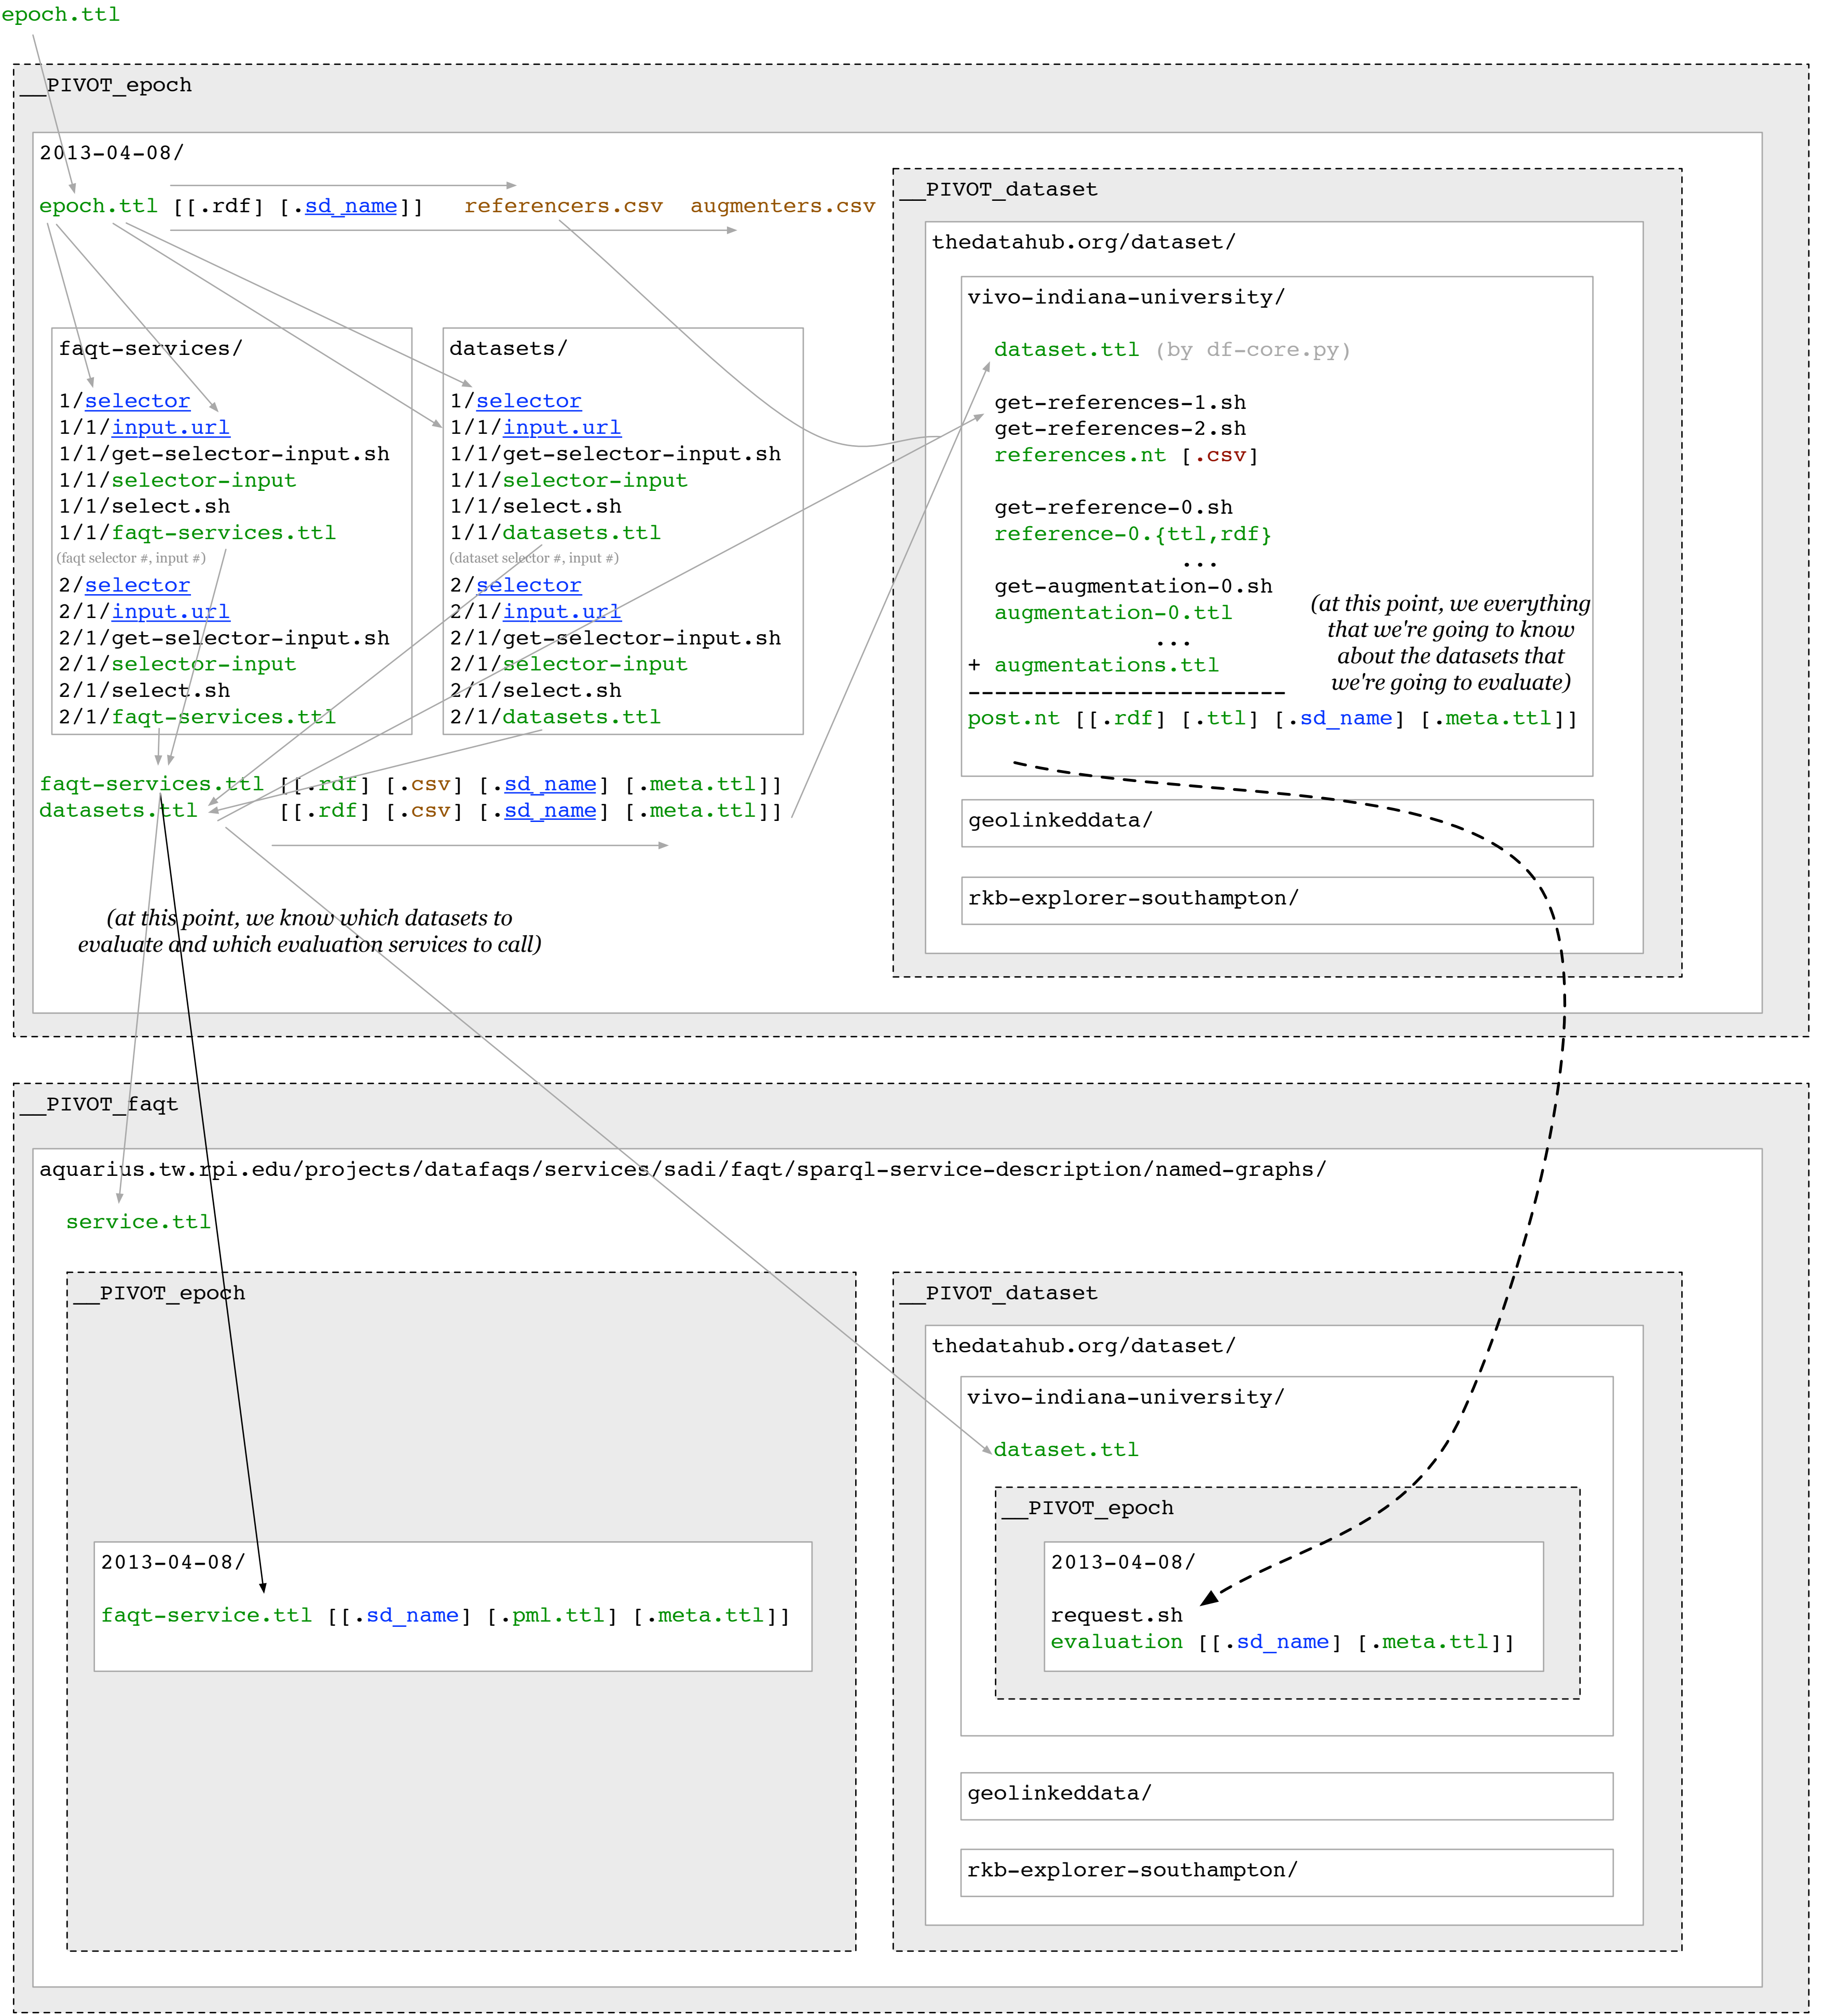 epoch.ttl
__PIVOT_epoch
2013-04-08/
epoch.ttl [[.rdf] [.sd_name]] referencers.csv augmenters.csv
faqt-services/
1/selector
1/1/input.url
1/1/get-selector-input.sh
1/1/selector-input
1/1/select.sh
1/1/faqt-services.ttl
(faqt selector #, input #)
2/selector
2/1/input.url
2/1/get-selector-input.sh
2/1/selector-input
2/1/select.sh
2/1/faqt-services.ttl
datasets/
1/selector
1/1/input.url
1/1/get-selector-input.sh
1/1/selector-input
1/1/select.sh
1/1/datasets.ttl
(dataset selector #, input #)
2/selector
2/1/input.url
2/1/get-selector-input.sh
2/1/selector-input
2/1/select.sh
2/1/datasets.ttl
faqt-services.ttl [[.rdf] [.csv] [.sd_name] [.meta.ttl]]
datasets.ttl [[.rdf] [.csv] [.sd_name] [.meta.ttl]]
(at this point, we know which datasets to
evaluate and which evaluation services to call)
__PIVOT_dataset
thedatahub.org/dataset/
vivo-indiana-university/
dataset.ttl (by df-core.py)
get-references-1.sh
get-references-2.sh
references.nt [.csv]
get-reference-0.sh
reference-0.{ttl,rdf}
...
get-augmentation-0.sh
augmentation-0.ttl
...
+ augmentations.ttl
------------------------
post.nt [[.rdf] [.ttl] [.sd_name] [.meta.ttl]]
(at this point, we everything
that we're going to know
about the datasets that
we're going to evaluate)
geolinkeddata/
rkb-explorer-southampton/
__PIVOT_faqt
aquarius.tw.rpi.edu/projects/datafaqs/services/sadi/faqt/sparql-service-description/named-graphs/
service.ttl
__PIVOT_epoch
2013-04-08/
faqt-service.ttl [[.sd_name] [.pml.ttl] [.meta.ttl]]
__PIVOT_dataset
thedatahub.org/dataset/
vivo-indiana-university/
dataset.ttl
__PIVOT_epoch
2013-04-08/
request.sh
evaluation [[.sd_name] [.meta.ttl]]
geolinkeddata/
rkb-explorer-southampton/